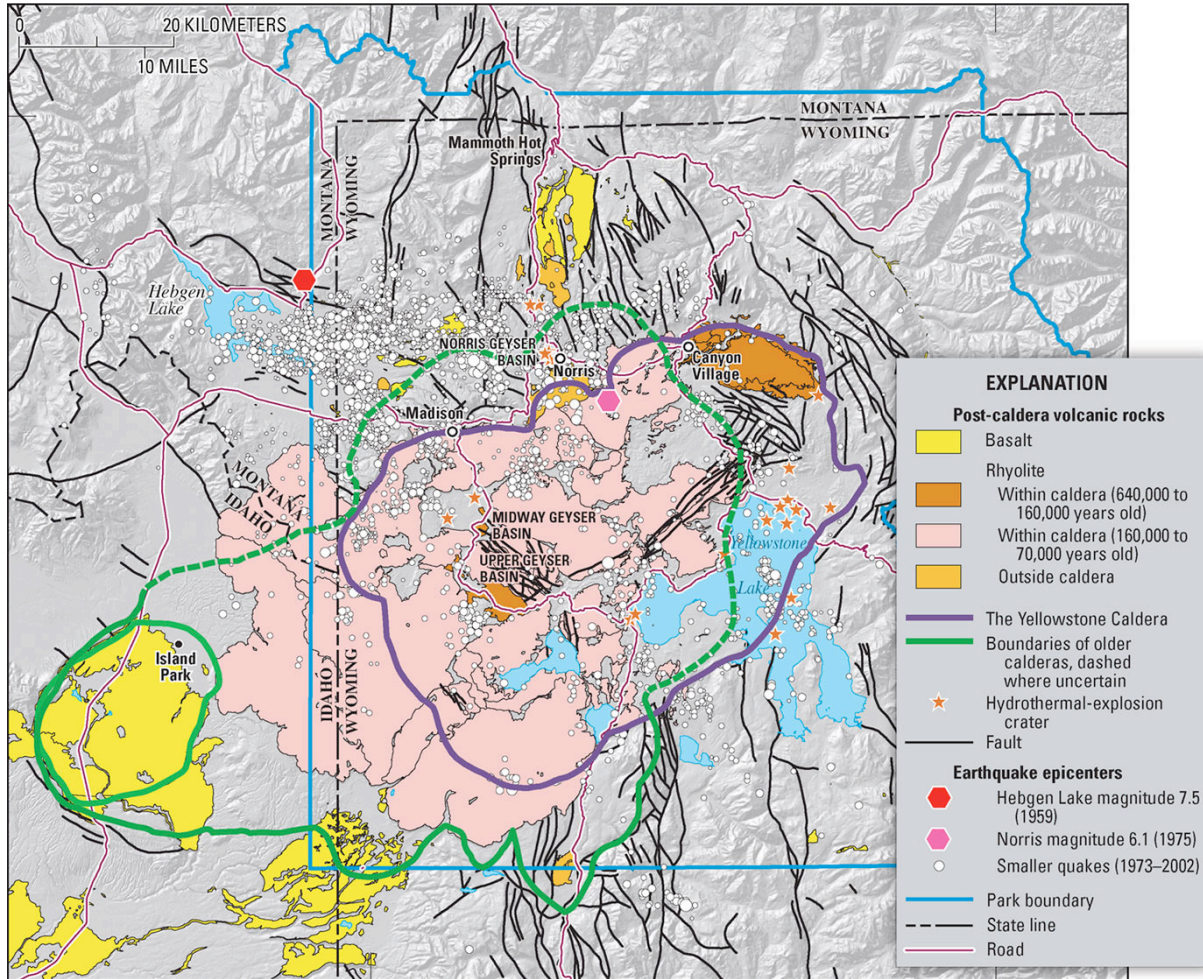 0
20 KILOMETERS
10 MILES
MONTANA
WYOMING
Mammoth Hot
Springs
MONTANA
WYOMING
Hebgen
Lake
NORRIS GEYSER
BASIN
Norris
Canyon
Village
Madison
MONTANA
IDAHO
MIDWAY GEYSER
BASIN
UPPER GEYSER
BASIN
Yellowstone
Lake
Island
Park
IDAHO
WYOMING
EXPLANATION
Post-caldera volcanic rocks
Basalt
Rhyolite
Within caldera (640,000 to
160,000 years old)
Within caldera (160,000 to
70,000 years old)
Outside caldera
The Yellowstone Caldera
Boundaries of older
calderas, dashed
where uncertain
Hydrothermal-explosion
crater
Fault
Earthquake epicenters
Hebgen Lake magnitude 7.5
(1959)
Norris magnitude 6.1 (1975)
Smaller quakes (1973–2002)
Park boundary
State line
Road